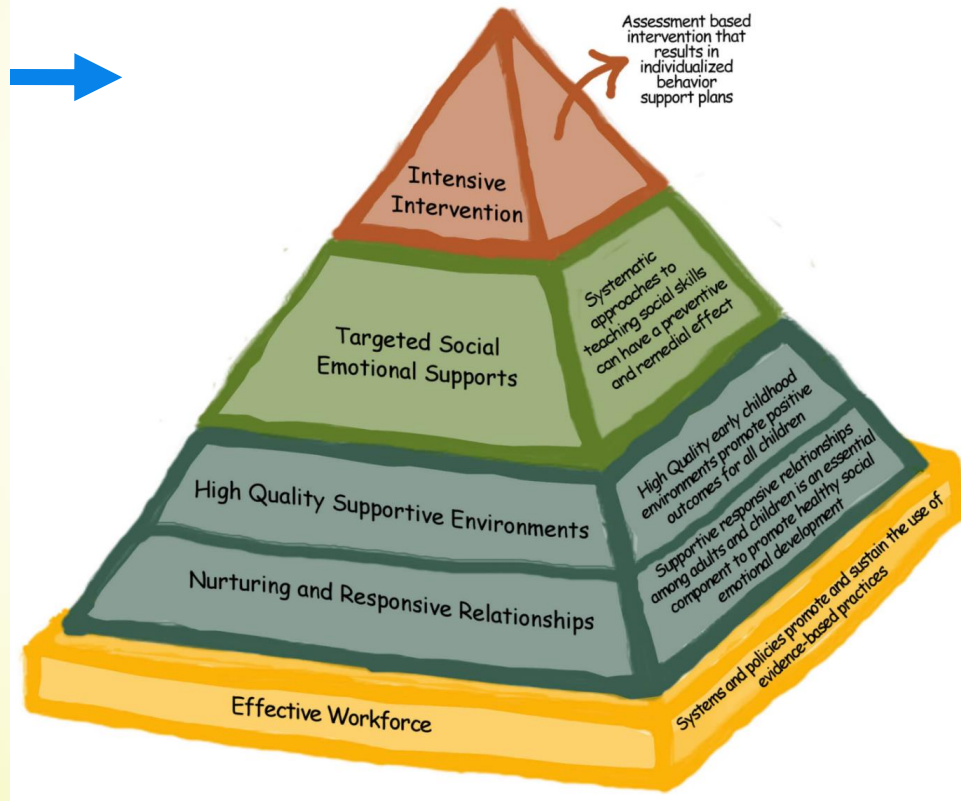 Assessment based
intervention that
results in
individualized
behavior
support plans
Intensive
Intervention
Systematic
approaches to
teaching social skills
can have a preventive
and remedial effect
Targeted Social
Emotional Supports
High Quality early childhood
environments promote positive
outcomes for all children
High Quality Supportive Environments
Supportive responsive relationships
among adults and children is an essential
component to promote healthy social
emotional development
Nurturing and Responsive Relationships
Systems and policies promote and sustain the use of
evidence-based practices
Effective Workforce